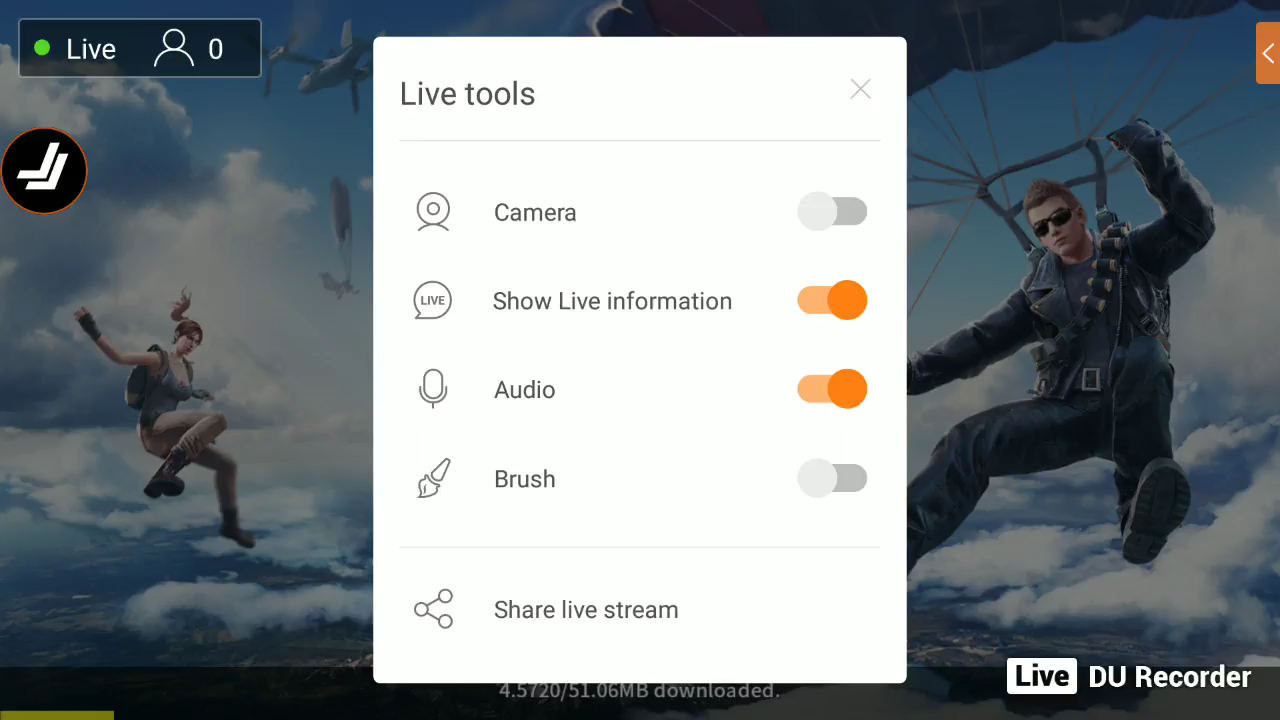 Live 0
Live tools
Camera
LIVE
Show Live information
Audio
Brush
Share live stream
Live DU Recorder
4.5720/51.06MB downloaded.